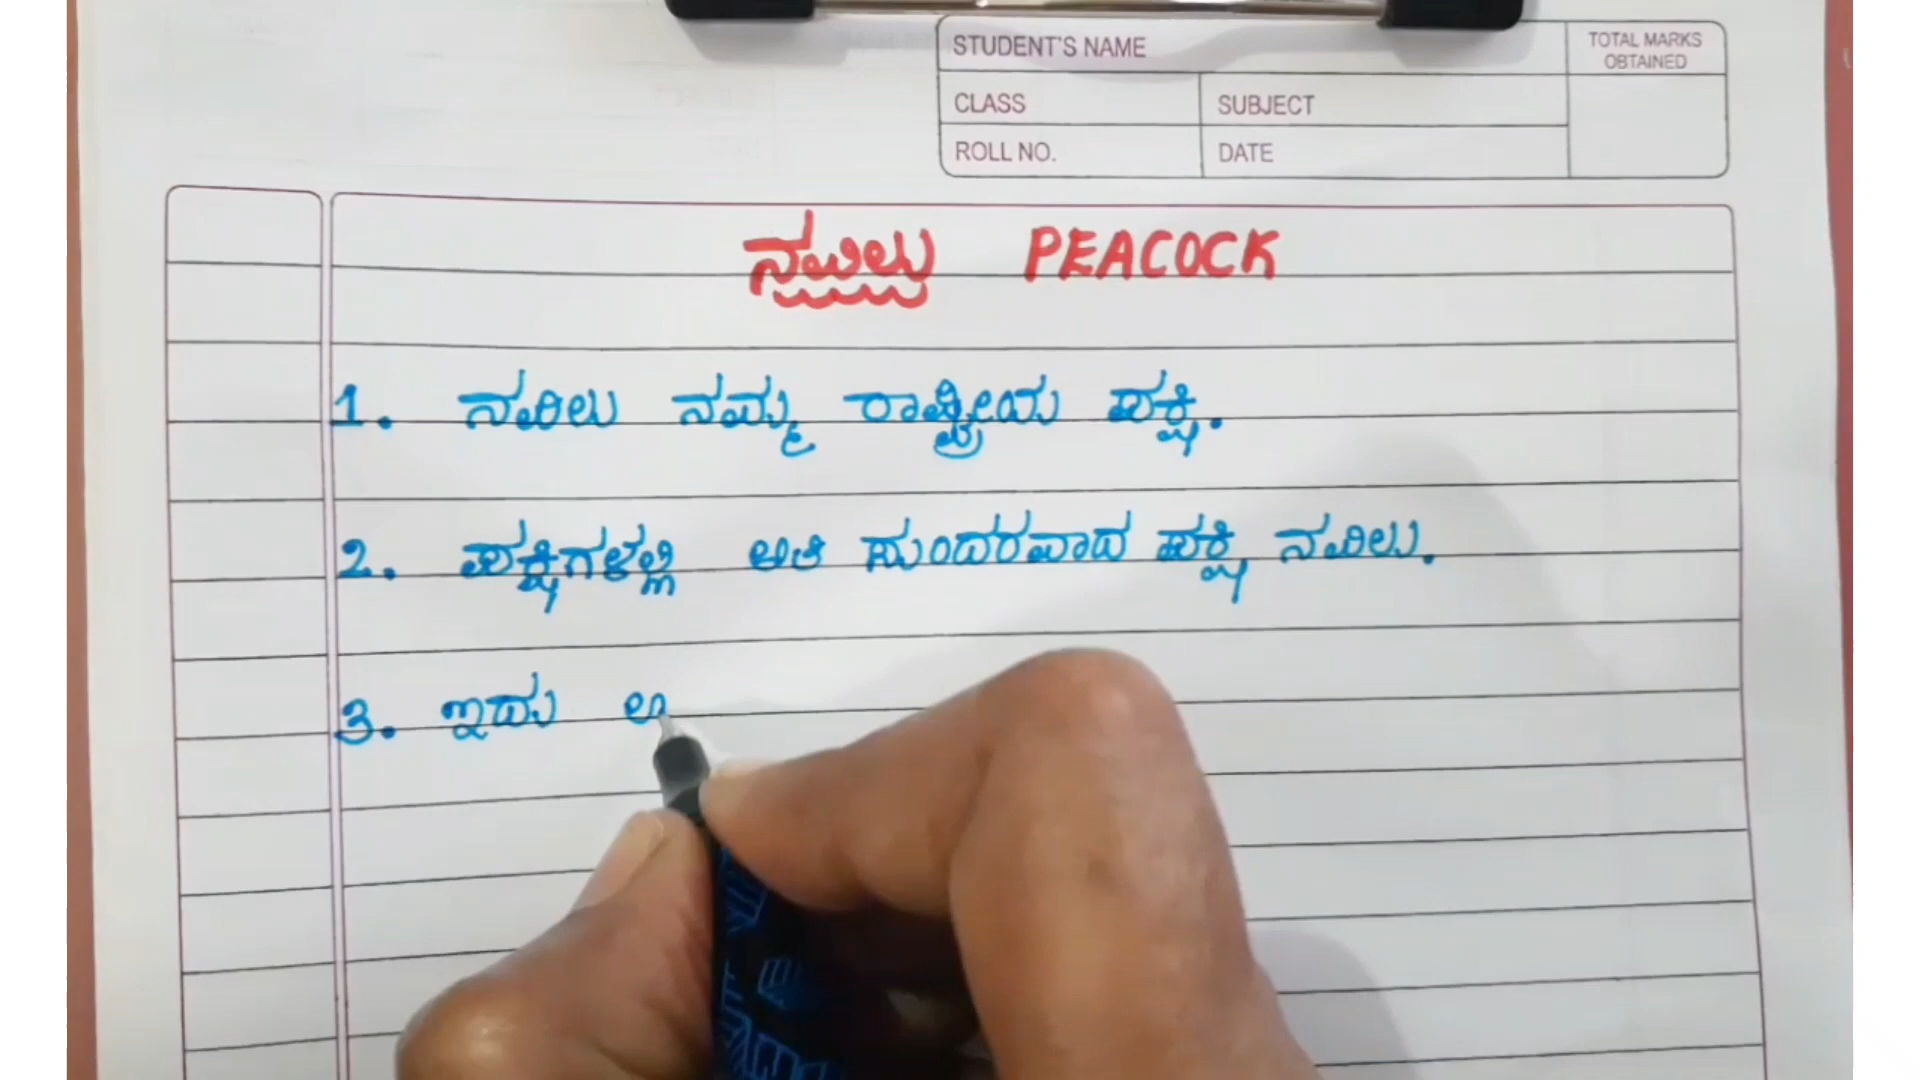 STUDENT'S NAME
TOTAL MARKS OBTAINED
CLASS
SUBJECT
ROLL NO.
DATE
ನವಿಲು PEACOCK
1. ನವಿಲು ನಮ್ಮ ರಾಷ್ಟ್ರೀಯ ಪಕ್ಷಿ.
2. ಪಕ್ಷಿಗಳಲ್ಲಿ ಅತಿ ಸುಂದರವಾದ ಪಕ್ಷಿ ನವಿಲು.
3. ಇದು ಅ